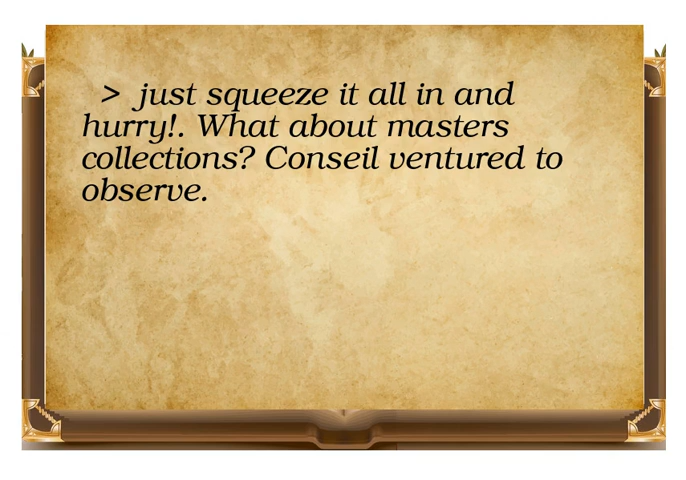 > just squeeze it all in and
hurry!. What about masters
collections? Conseil ventured to
observe.